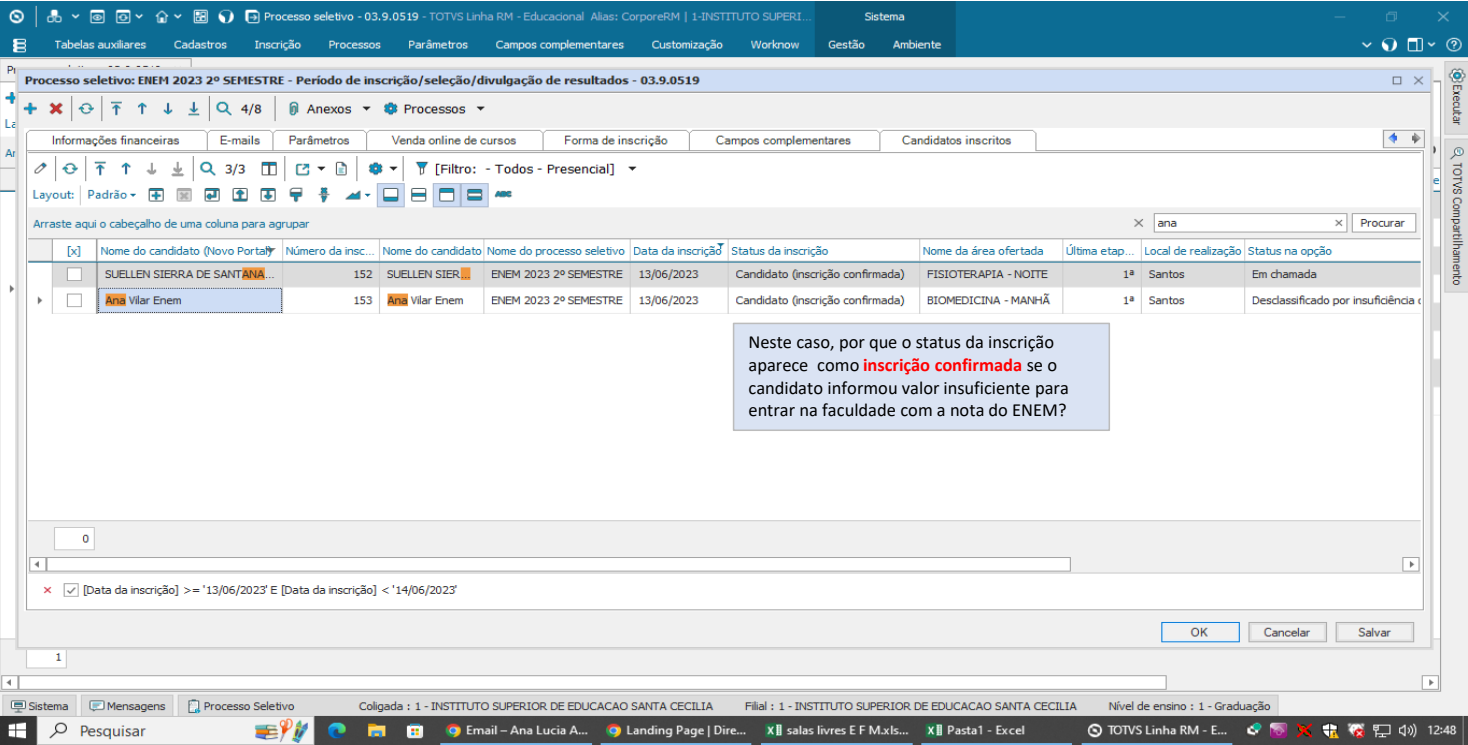 Processo seletivo - 03.9.0519 - TOTVS Linha RM - Educacional Alias: CorporeRM | 1-INSTITUTO SUPERI...
Sistema
Tabelas auxiliares Cadastros Inscrição Processos Parâmetros Campos complementares Customização Worknow Gestão Ambiente
Processo seletivo: ENEM 2023 2º SEMESTRE - Período de inscrição/seleção/divulgação de resultados - 03.9.0519
4/8 Anexos Processos
Informações financeiras E-mails Parâmetros Venda online de cursos Forma de inscrição Campos complementares Candidatos inscritos
3/3 [Filtro: - Todos - Presencial]
Layout: Padrão ABC
Arraste aqui o cabeçalho de uma coluna para agrupar
ana Procurar
[x] Nome do candidato (Novo Portal) Número da insc... Nome do candidato Nome do processo seletivo Data da inscrição Status da inscrição Nome da área ofertada Última etap... Local de realização Status na opção
SUELLEN SIERRA DE SANTANA... 152 SUELLEN SIER... ENEM 2023 2º SEMESTRE 13/06/2023 Candidato (inscrição confirmada) FISIOTERAPIA - NOITE 1ª Santos Em chamada
Ana Vilar Enem 153 Ana Vilar Enem ENEM 2023 2º SEMESTRE 13/06/2023 Candidato (inscrição confirmada) BIOMEDICINA - MANHÃ 1ª Santos Desclassificado por insuficiência
Neste caso, por que o status da inscrição
aparece como inscrição confirmada se o
candidato informou valor insuficiente para
entrar na faculdade com a nota do ENEM?
0
[Data da inscrição] >= '13/06/2023' E [Data da inscrição] < '14/06/2023'
OK Cancelar Salvar
1
Executar
TOTVS Compartilhamento
Sistema Mensagens Processo Seletivo Coligada : 1 - INSTITUTO SUPERIOR DE EDUCACAO SANTA CECILIA Filial : 1 - INSTITUTO SUPERIOR DE EDUCACAO SANTA CECILIA Nível de ensino : 1 - Graduação
Pesquisar Email – Ana Lucia A... Landing Page | Dire... salas livres E F M.xls... Pasta1 - Excel TOTVS Linha RM - E... 12:48